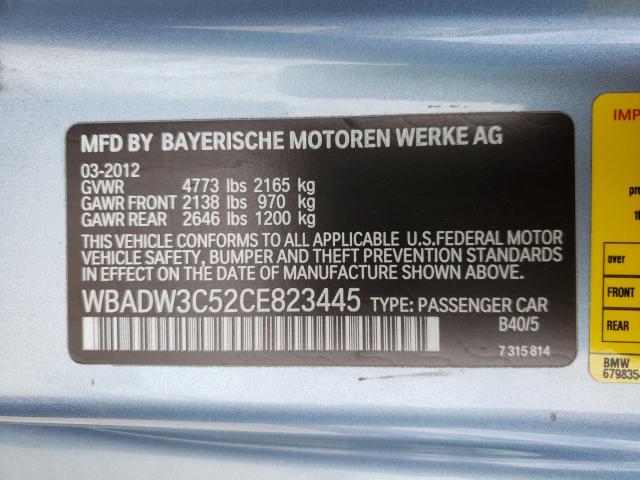 MFD BY BAYERISCHE MOTOREN WERKE AG
03-2012
GVWR 4773 lbs 2165 kg
GAWR FRONT 2138 lbs 970 kg
GAWR REAR 2646 lbs 1200 kg
THIS VEHICLE CONFORMS TO ALL APPLICABLE U.S.FEDERAL MOTOR
VEHICLE SAFETY, BUMPER AND THEFT PREVENTION STANDARDS
IN EFFECT ON THE DATE OF MANUFACTURE SHOWN ABOVE.
WBADW3C52CE823445 TYPE: PASSENGER CAR
B40/5
7 315 814
IMP
pre
over
FRONT
REAR
BMW
679835